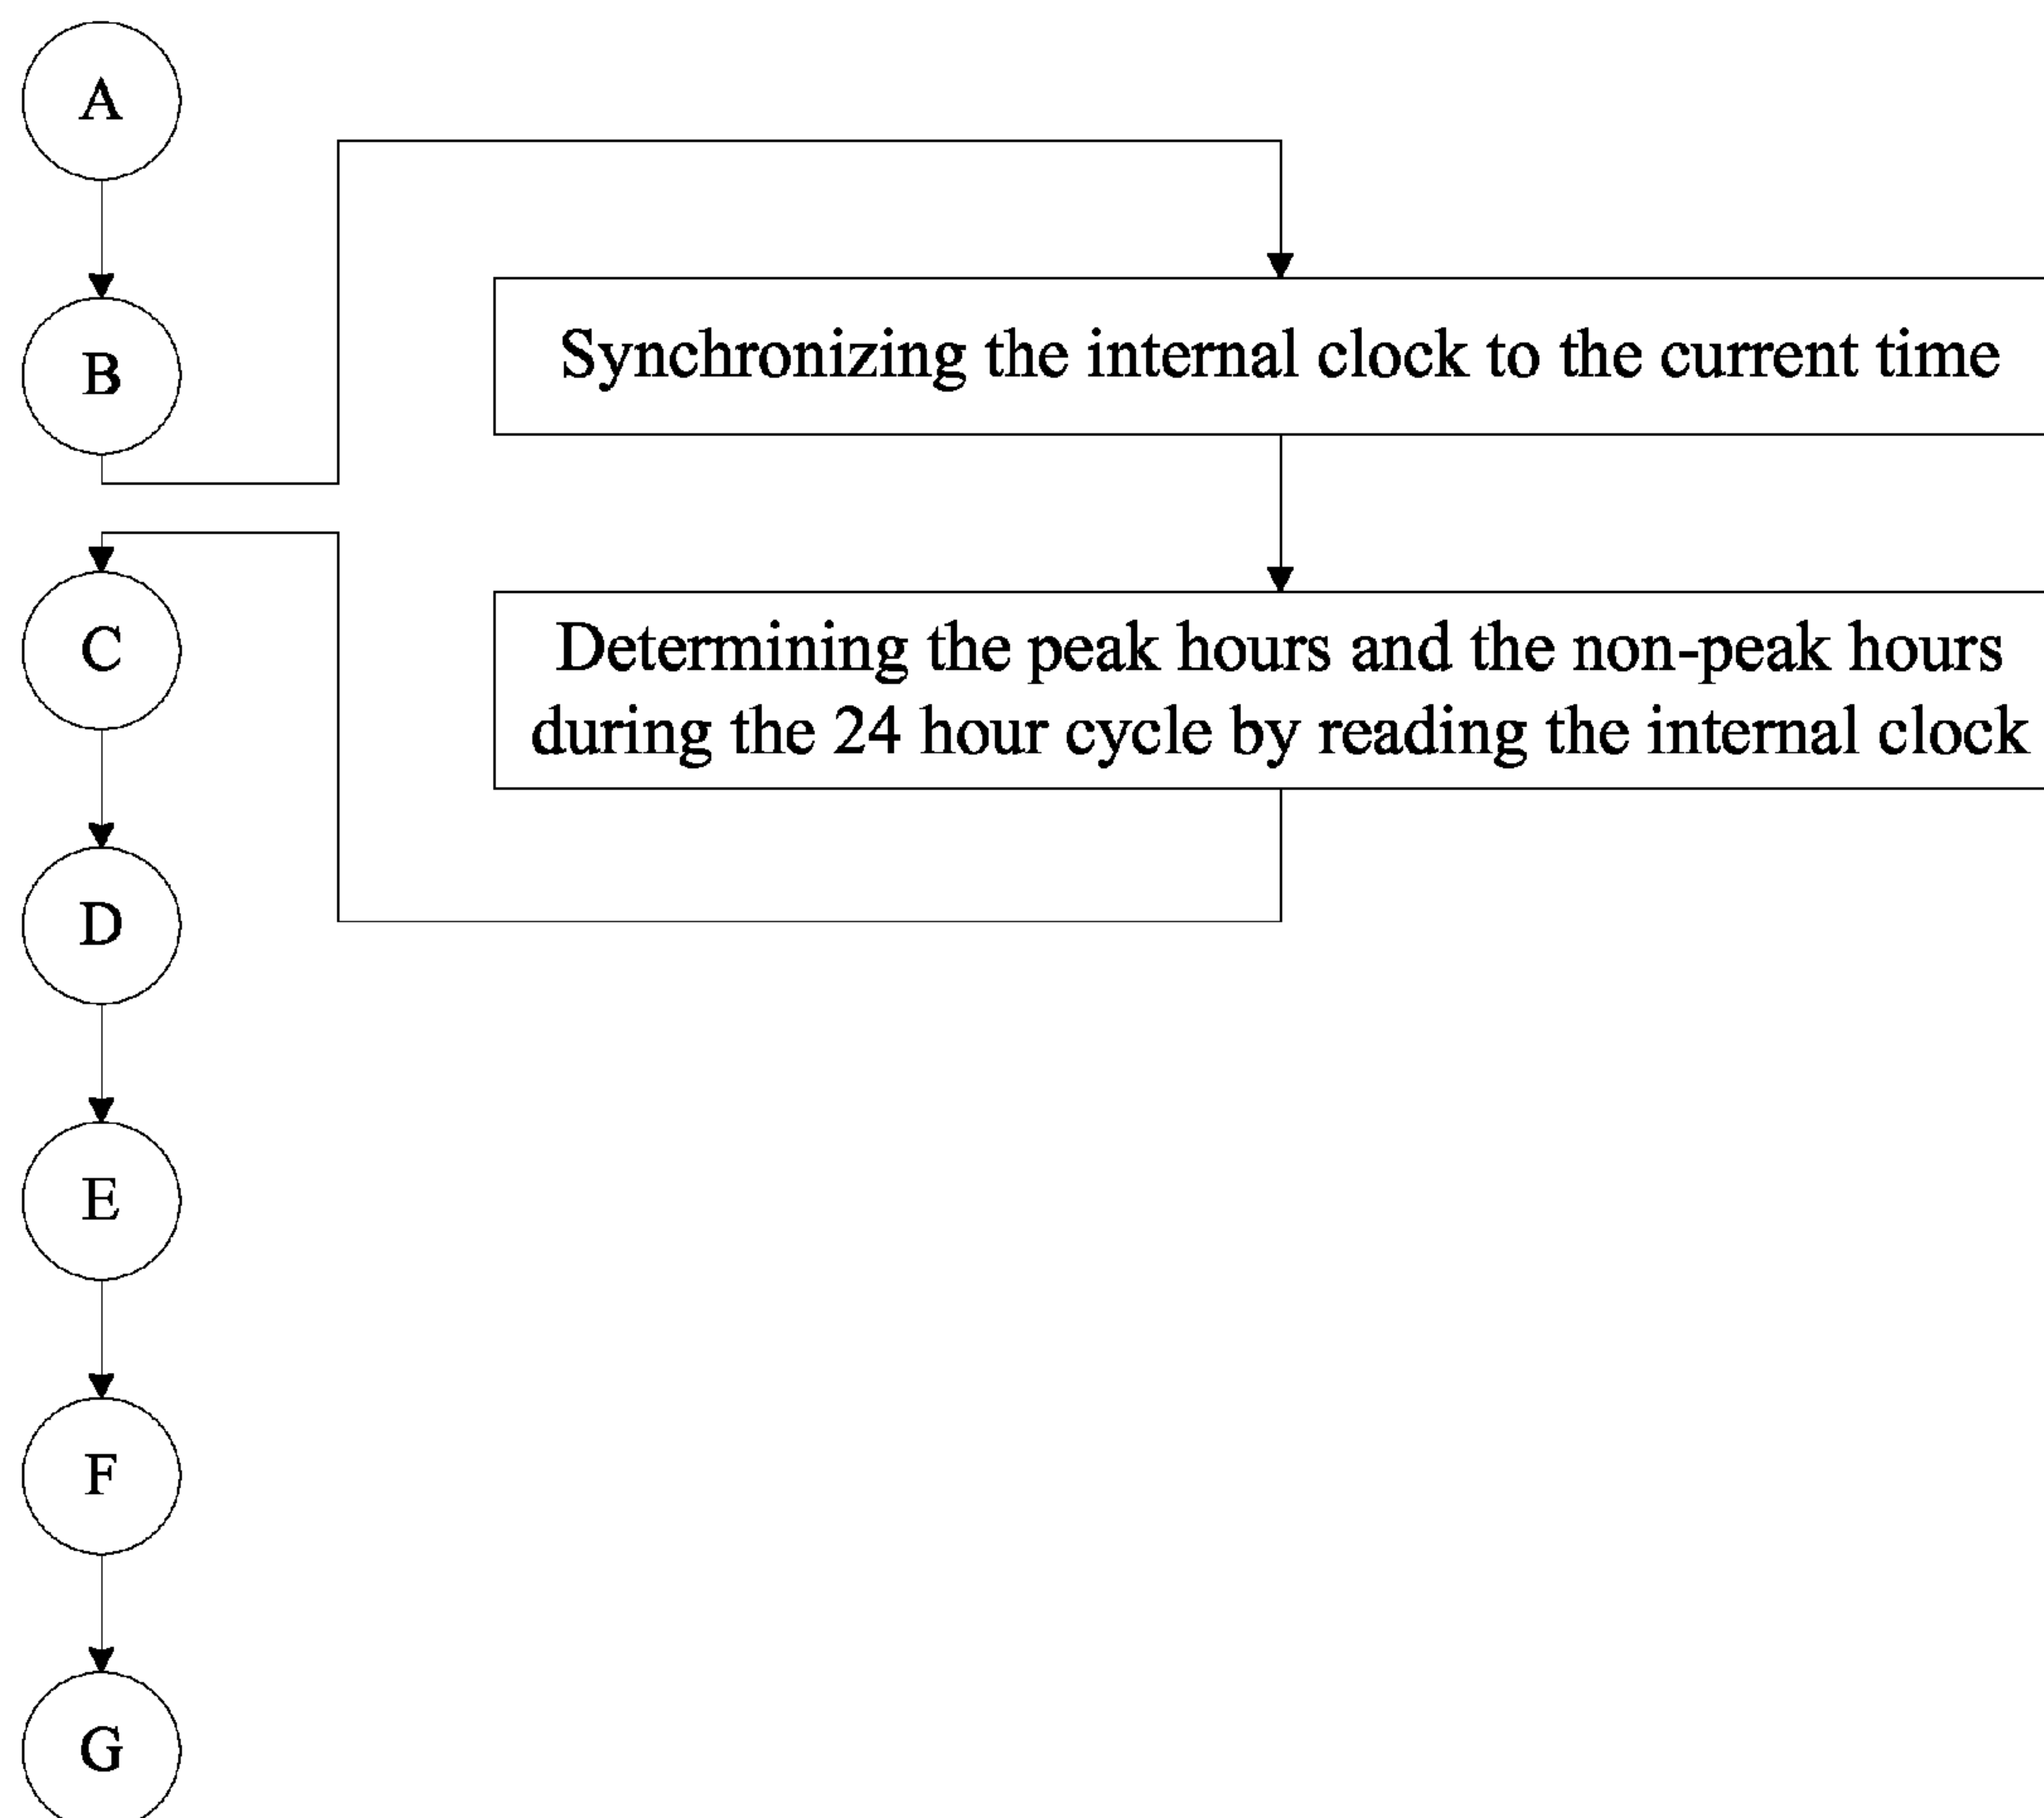 A
B
Synchronizing the internal clock to the current time
C
Determining the peak hours and the non-peak hours
during the 24 hour cycle by reading the internal clock
D
E
F
G